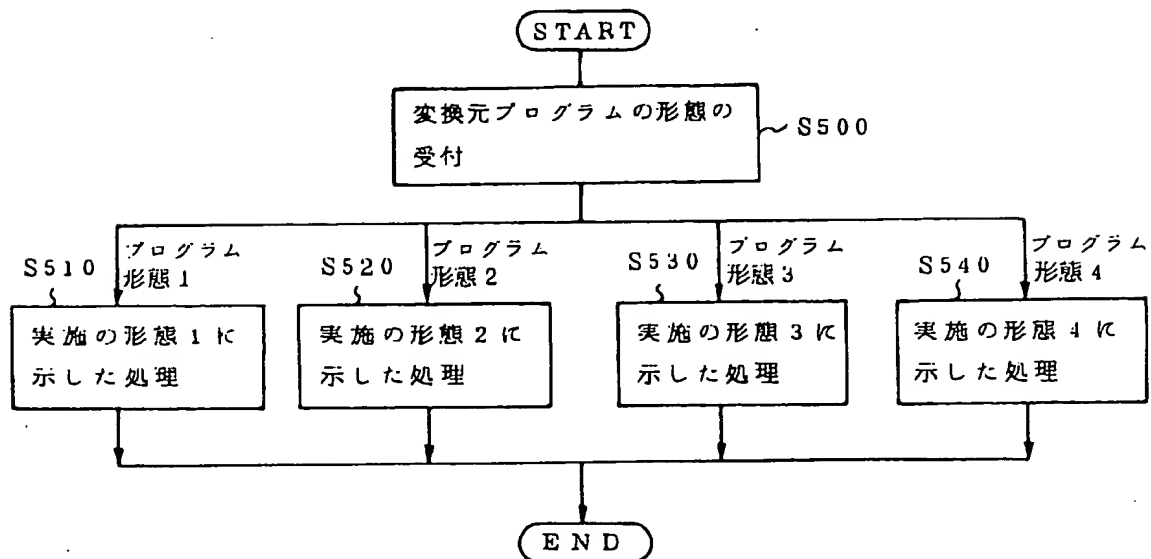 START
変換元プログラムの形態の
受付
S500
S510
プログラム
形態1
S520
プログラム
形態2
S530
プログラム
形態3
S540
プログラム
形態4
実施の形態1に
示した処理
実施の形態2に
示した処理
実施の形態3に
示した処理
実施の形態4に
示した処理
END